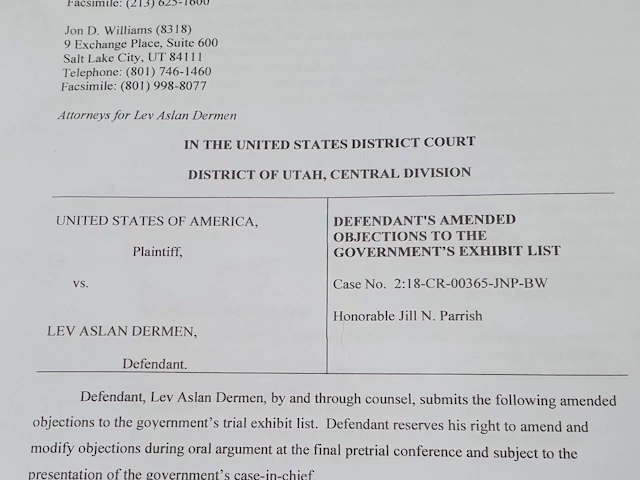 Facsimile: (213) 625-1600
Jon D. Williams (8318)
9 Exchange Place, Suite 600
Salt Lake City, UT 84111
Telephone: (801) 746-1460
Facsimile: (801) 998-8077
Attorneys for Lev Aslan Dermen
IN THE UNITED STATES DISTRICT COURT
DISTRICT OF UTAH, CENTRAL DIVISION
UNITED STATES OF AMERICA,
Plaintiff,
vs.
LEV ASLAN DERMEN,
Defendant.
DEFENDANT'S AMENDED
OBJECTIONS TO THE
GOVERNMENT'S EXHIBIT LIST
Case No. 2:18-CR-00365-JNP-BW
Honorable Jill N. Parrish
Defendant, Lev Aslan Dermen, by and through counsel, submits the following amended
objections to the government's trial exhibit list. Defendant reserves his right to amend and
modify objections during oral argument at the final pretrial conference and subject to the
presentation of the government's case-in-chief